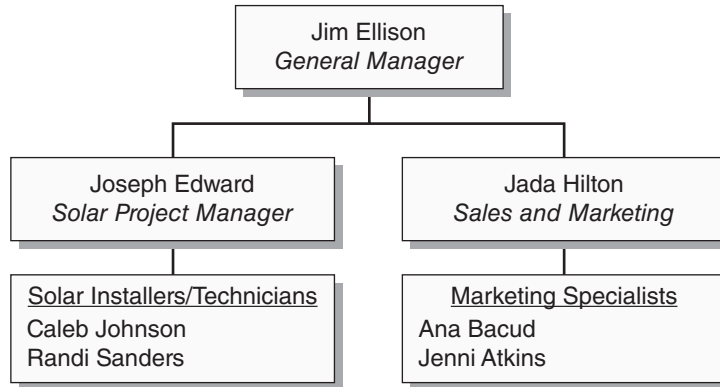 Jim Ellison
General Manager
Joseph Edward
Solar Project Manager
Jada Hilton
Sales and Marketing
Solar Installers/Technicians
Caleb Johnson
Randi Sanders
Marketing Specialists
Ana Bacud
Jenni Atkins